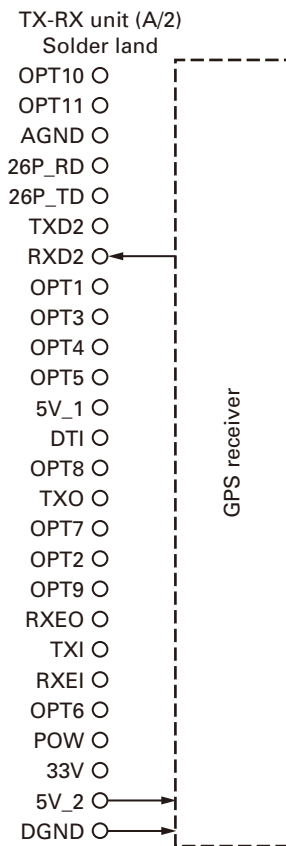 TX-RX unit (A/2)
Solder land
OPT10
OPT11
AGND
26P_RD
26P_TD
TXD2
RXD2
OPT1
OPT3
OPT4
OPT5
5V_1
DTI
OPT8
TXO
OPT7
OPT2
OPT9
RXEO
TXI
RXEI
OPT6
POW
33V
5V_2
DGND
GPS receiver